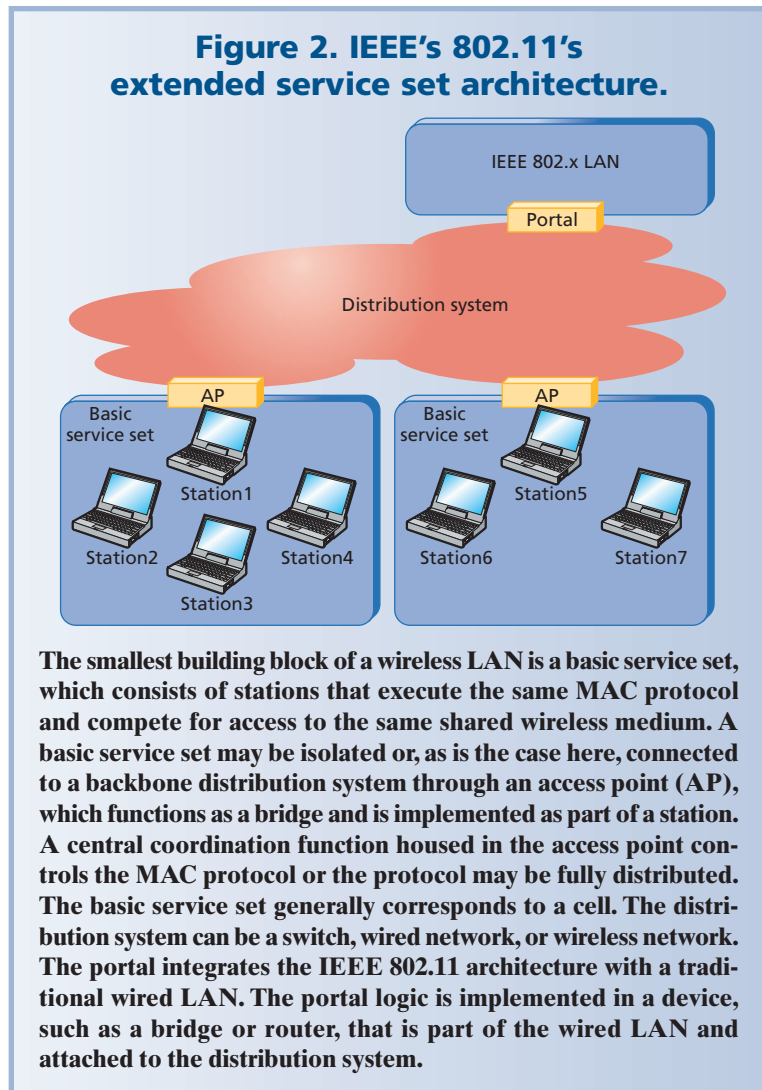 Figure 2. IEEE's 802.11's
extended service set architecture.
IEEE 802.x LAN
Portal
Distribution system
AP
Basic
service set
Station1
Station2
Station4
Station3
AP
Basic
service set
Station5
Station6
Station7
The smallest building block of a wireless LAN is a basic service set,
which consists of stations that execute the same MAC protocol
and compete for access to the same shared wireless medium. A
basic service set may be isolated or, as is the case here, connected
to a backbone distribution system through an access point (AP),
which functions as a bridge and is implemented as part of a station.
A central coordination function housed in the access point con-
trols the MAC protocol or the protocol may be fully distributed.
The basic service set generally corresponds to a cell. The distri-
bution system can be a switch, wired network, or wireless network.
The portal integrates the IEEE 802.11 architecture with a tradi-
tional wired LAN. The portal logic is implemented in a device,
such as a bridge or router, that is part of the wired LAN and
attached to the distribution system.